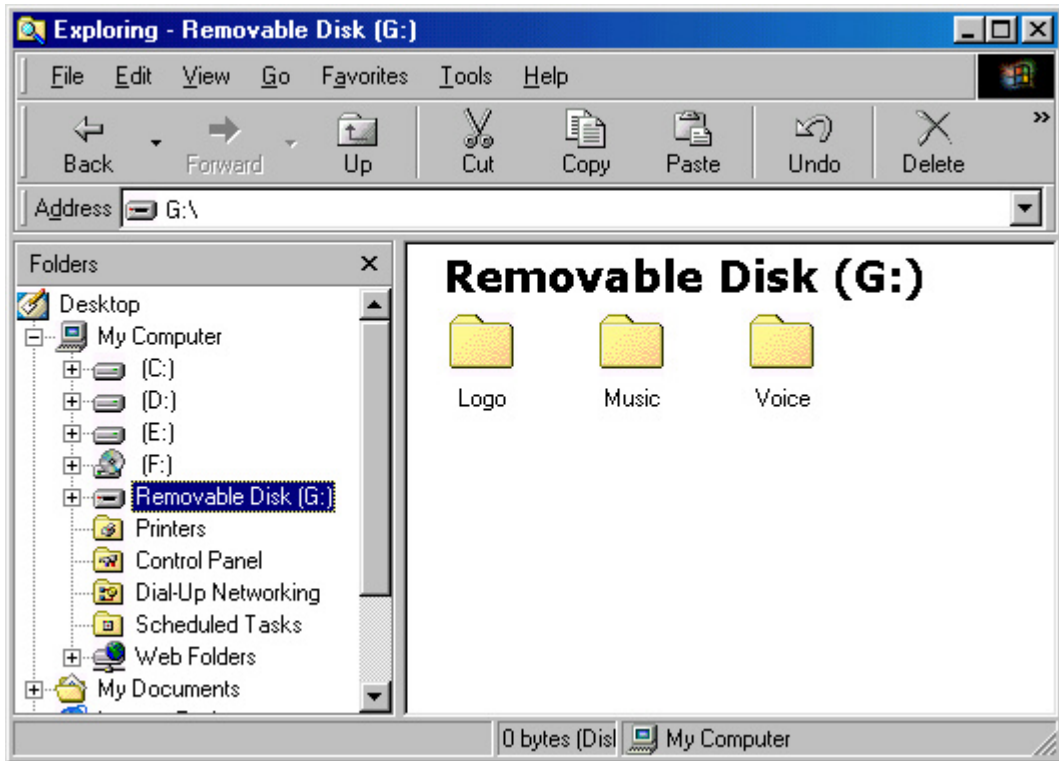 Exploring - Removable Disk (G:)
File Edit View Go Favorites Tools Help
Back Forward Up Cut Copy Paste Undo Delete »
Address G:\
Folders
Desktop
My Computer
(C:)
(D:)
(E:)
(F:)
Removable Disk (G:)
Printers
Control Panel
Dial-Up Networking
Scheduled Tasks
Web Folders
My Documents
Removable Disk (G:)
Logo Music Voice
0 bytes (Disl My Computer